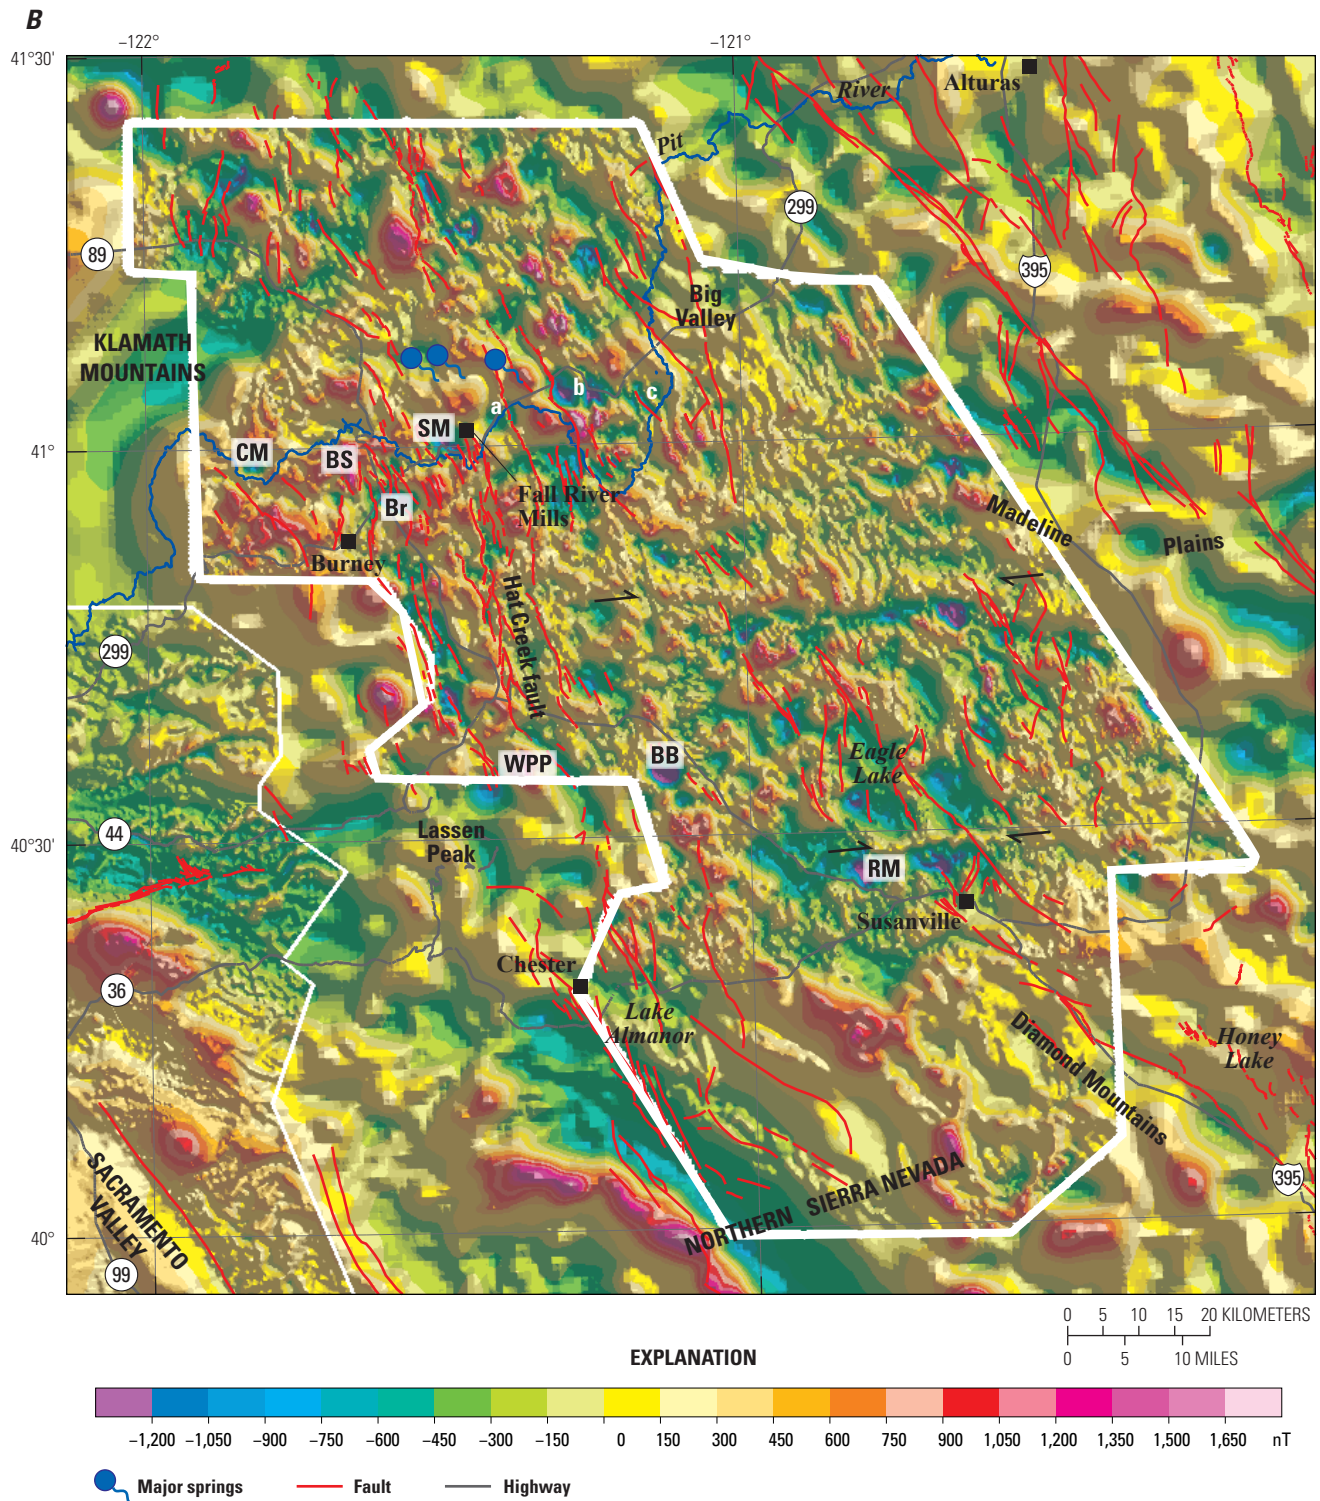 B
−122°
−121°
41°30'
Alturas
River
Pit
299
89
395
Big
Valley
KLAMATH
MOUNTAINS
b
c
a
SM
CM
BS
41°
Fall River
Mills
Br
Madeline
Plains
Burney
Hat Creek fault
299
BB
Eagle
Lake
WPP
44
Lassen
Peak
40°30'
RM
Susanville
Chester
36
Lake
Almanor
Diamond Mountains
Honey
Lake
SACRAMENTO
VALLEY
NORTHERN SIERRA NEVADA
395
40°
99
0 5 10 15 20 KILOMETERS
0 5 10 MILES
EXPLANATION
−1,200 −1,050 −900 −750 −600 −450 −300 −150 0 150 300 450 600 750 900 1,050 1,200 1,350 1,500 1,650 nT
Major springs Fault Highway